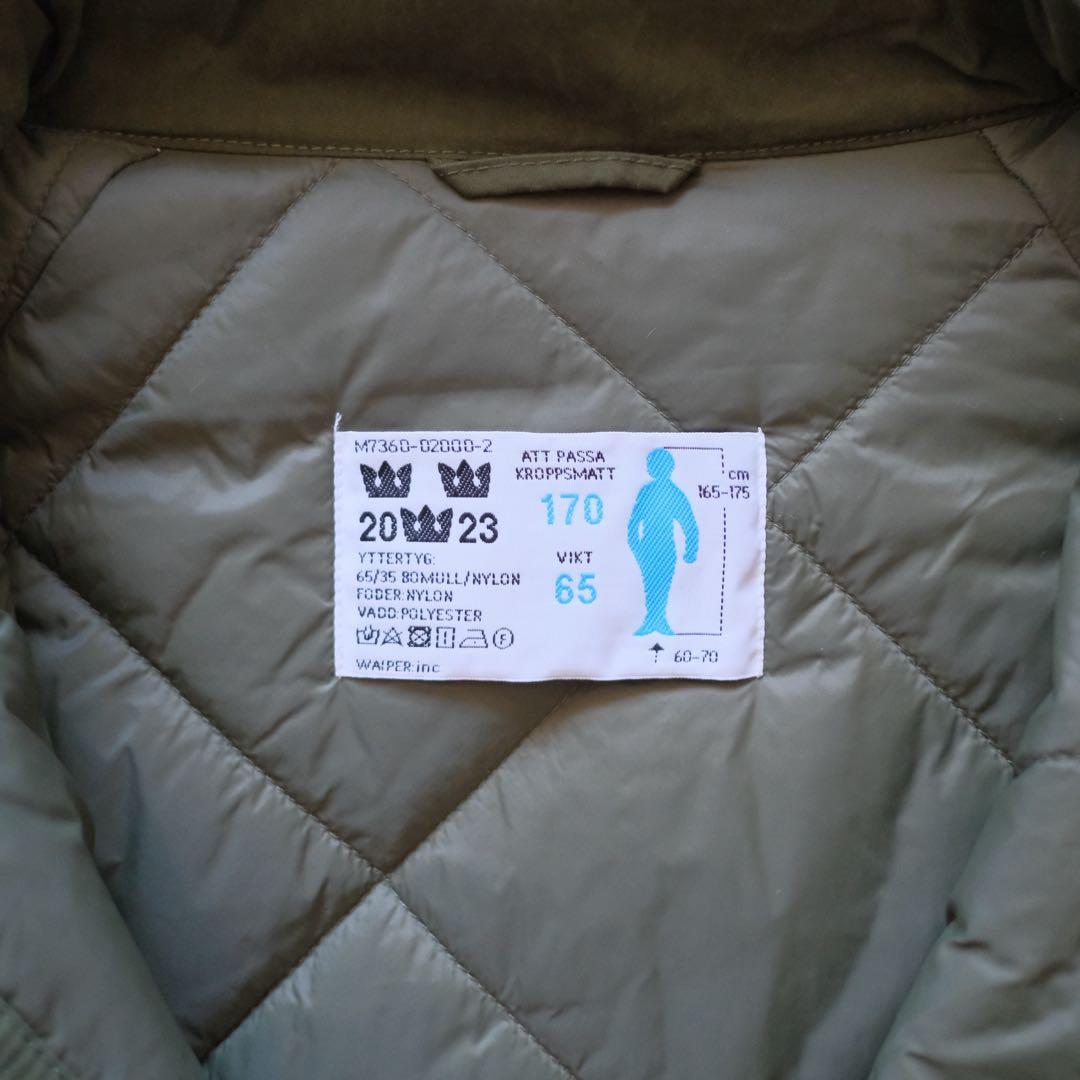 M7360-02000-2
20 23
YTTERTYG:
65/35 BOMULL/NYLON
FODER:NYLON
VADD:POLYESTER
F
WAIPER.inc
ATT PASSA
KROPPSMATT
170
VIKT
65
cm
165-175
60-70